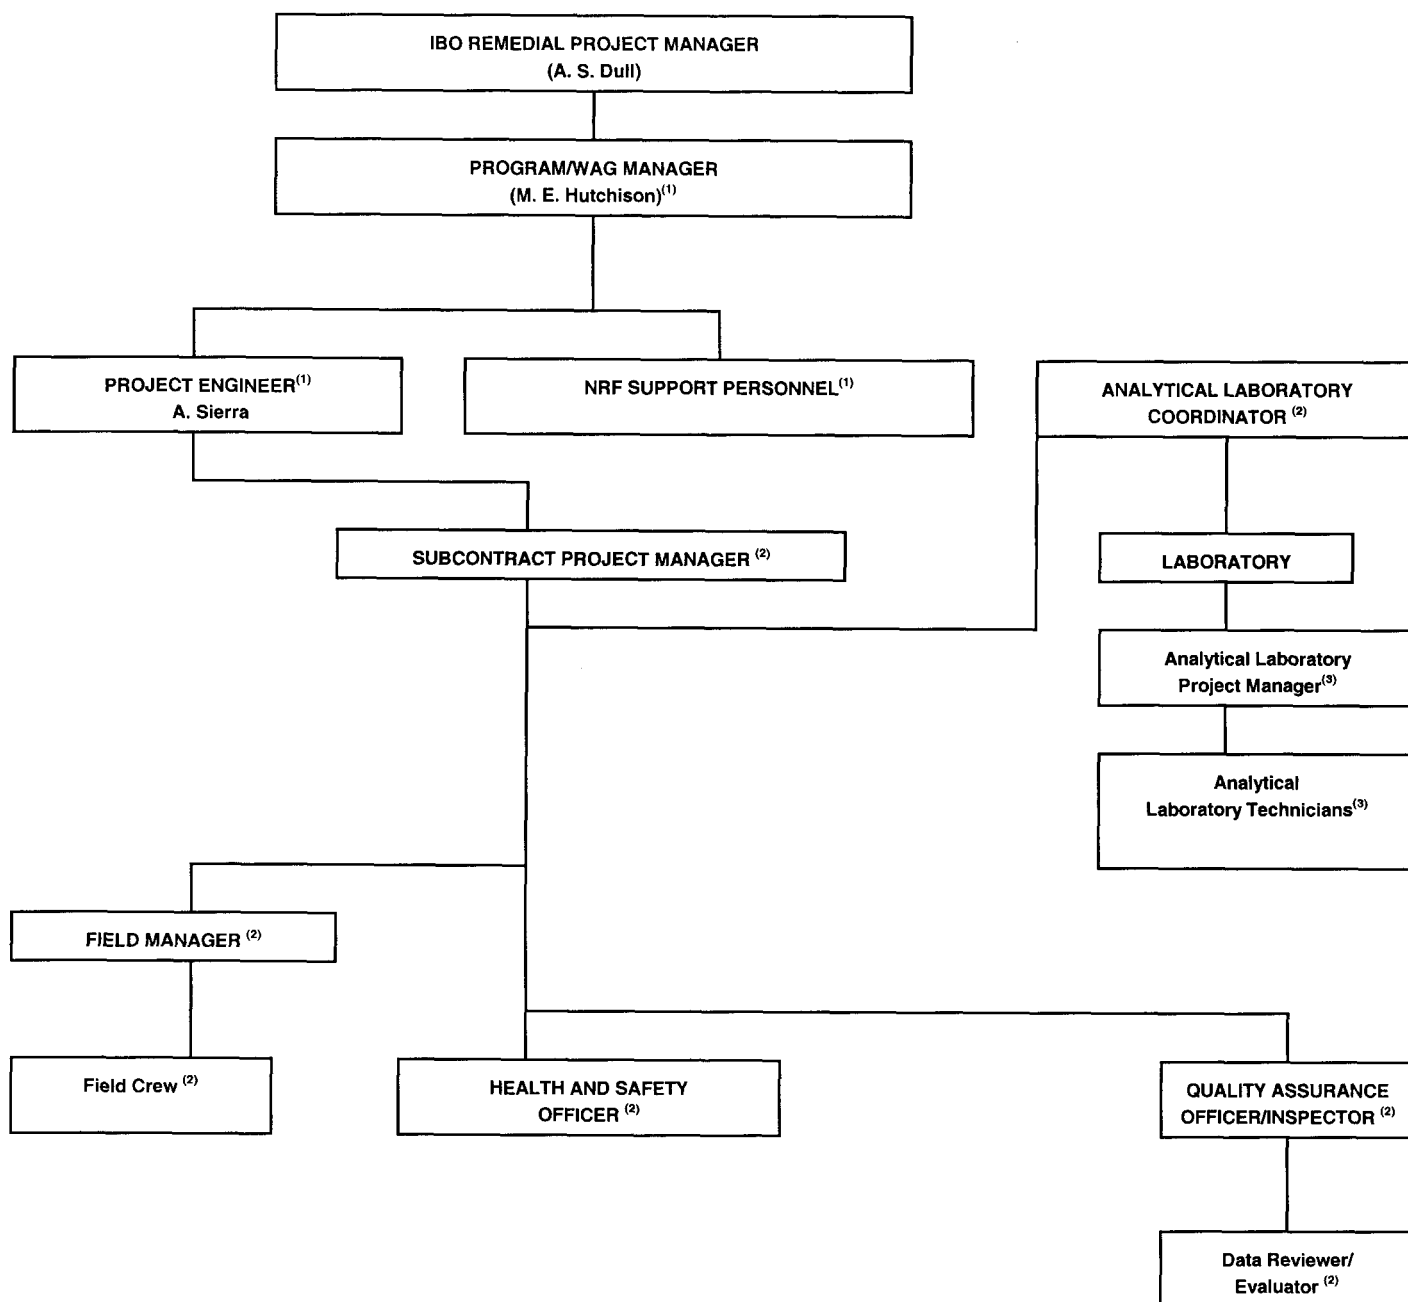 IBO REMEDIAL PROJECT MANAGER
(A. S. Dull)
PROGRAM/WAG MANAGER
(M. E. Hutchison)(1)
PROJECT ENGINEER(1)
A. Sierra
NRF SUPPORT PERSONNEL(1)
ANALYTICAL LABORATORY
COORDINATOR (2)
SUBCONTRACT PROJECT MANAGER (2)
LABORATORY
Analytical Laboratory
Project Manager(3)
Analytical
Laboratory Technicians(3)
FIELD MANAGER (2)
Field Crew (2)
HEALTH AND SAFETY
OFFICER (2)
QUALITY ASSURANCE
OFFICER/INSPECTOR (2)
Data Reviewer/
Evaluator (2)